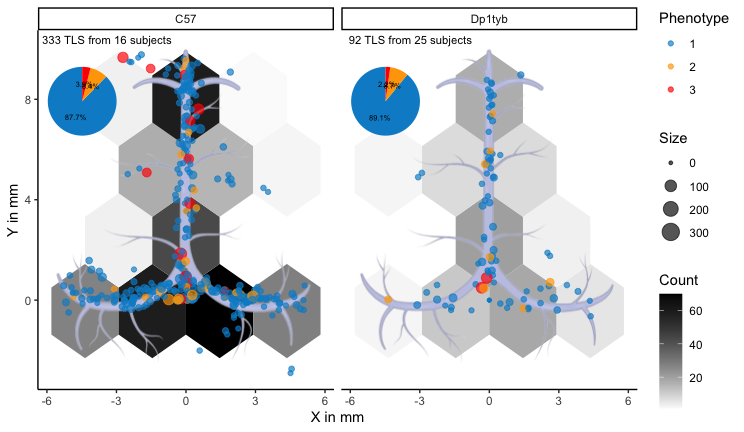 C57
Dp1tyb
333 TLS from 16 subjects
92 TLS from 25 subjects
87.7%
89.1%
8
4
0
Y in mm
-6
-3
0
3
6
-6
-3
0
3
6
X in mm
Phenotype
1
2
3
Size
0
100
200
300
Count
60
40
20